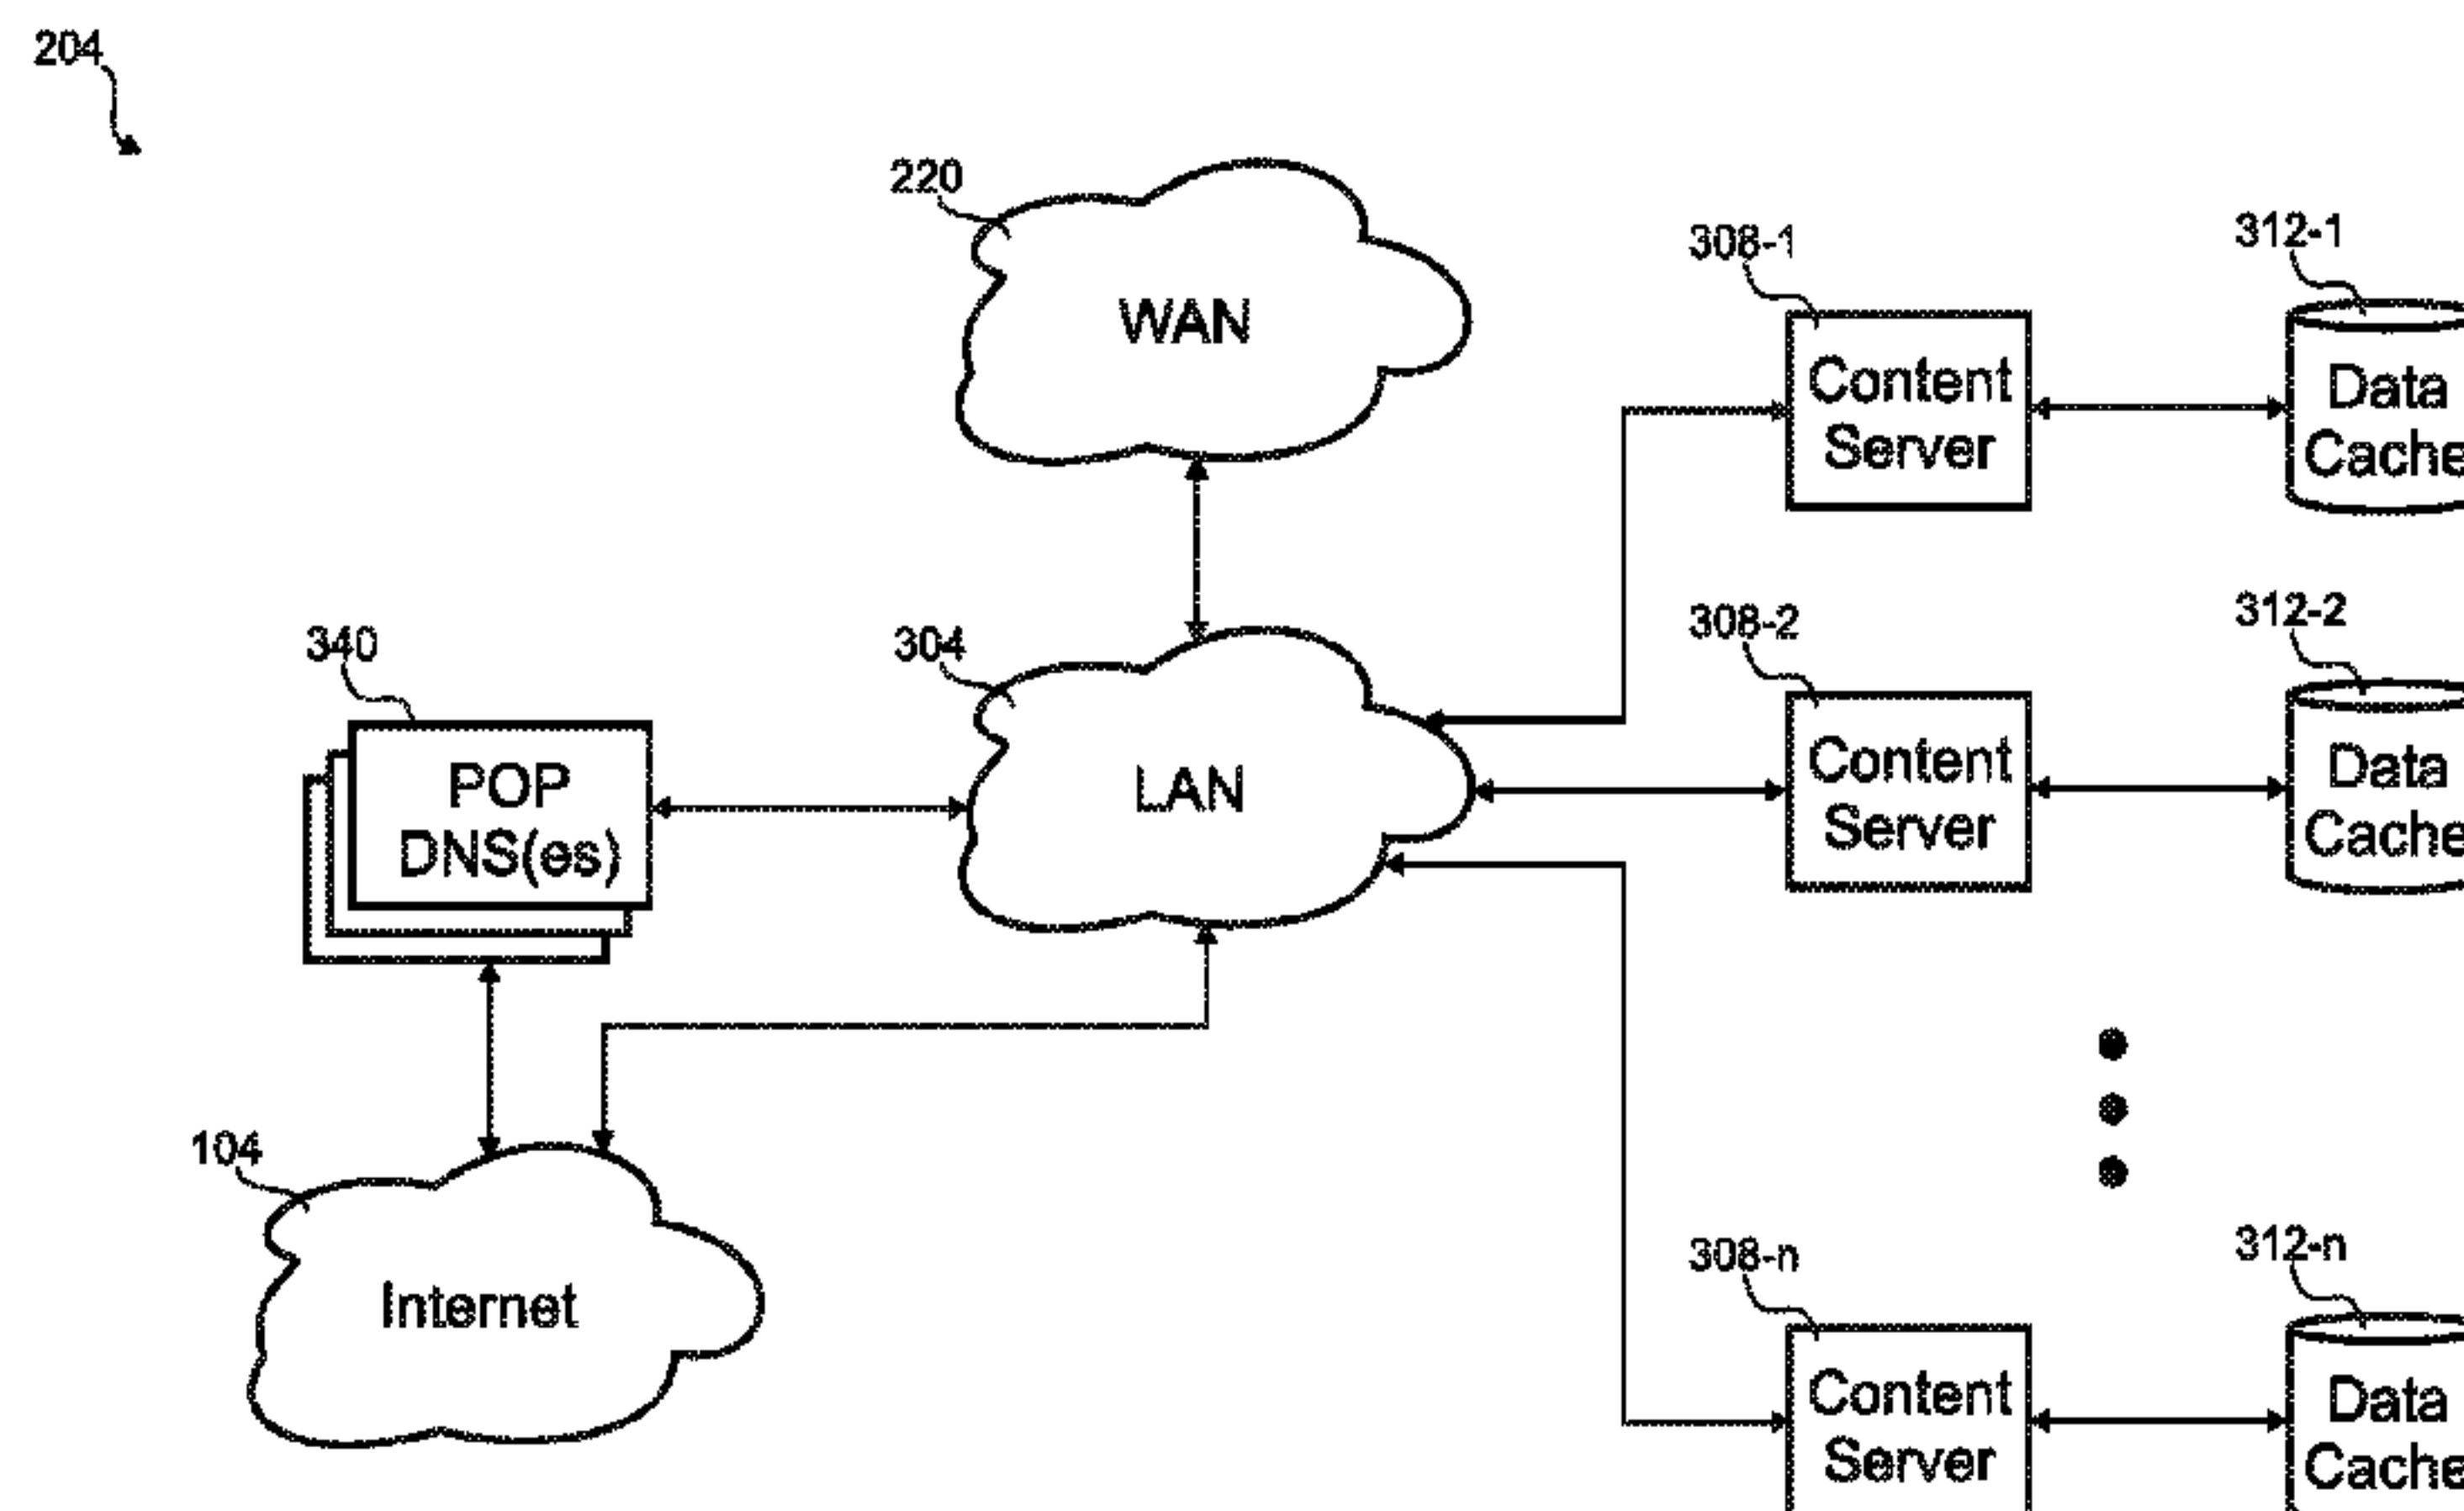 204
220
WAN
308-1
312-1
Content
Server
Data
Cache
340
304
308-2
312-2
POP
DNS(es)
LAN
Content
Server
Data
Cache
104
Internet
308-n
312-n
Content
Server
Data
Cache